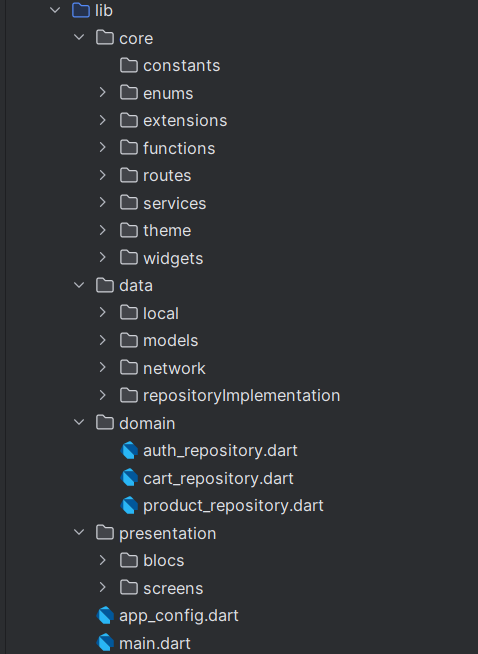 lib
core
constants
enums
extensions
functions
routes
services
theme
widgets
data
local
models
network
repositoryImplementation
domain
auth_repository.dart
cart_repository.dart
product_repository.dart
presentation
blocs
screens
app_config.dart
main.dart